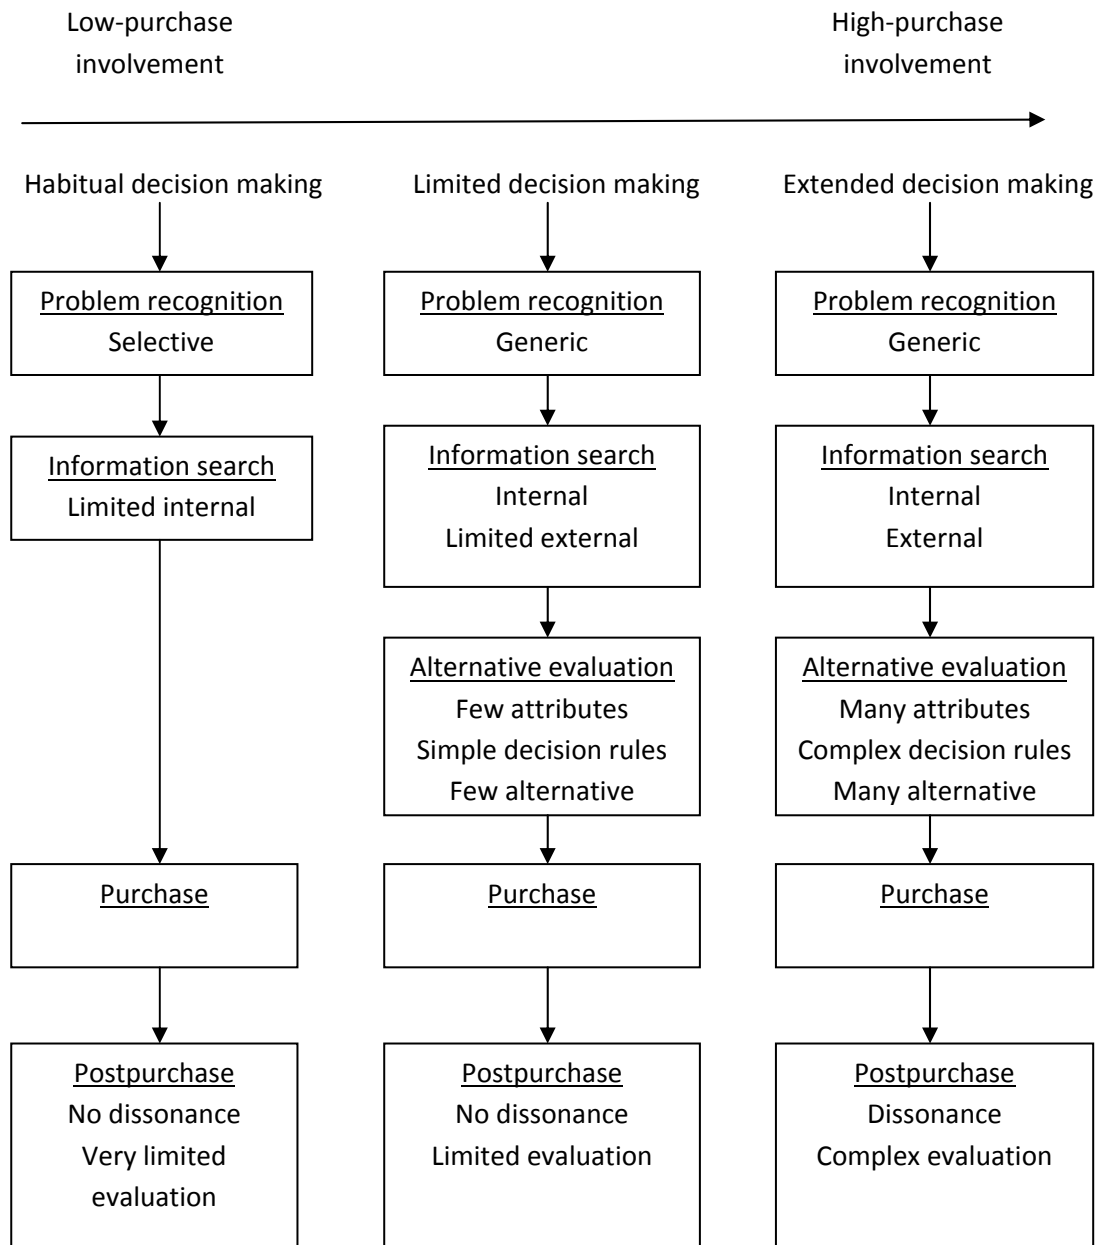 Low-purchase
involvement
High-purchase
involvement
Habitual decision making
Limited decision making
Extended decision making
Problem recognition
Selective
Problem recognition
Generic
Problem recognition
Generic
Information search
Limited internal
Information search
Internal
Limited external
Information search
Internal
External
Alternative evaluation
Few attributes
Simple decision rules
Few alternative
Alternative evaluation
Many attributes
Complex decision rules
Many alternative
Purchase
Purchase
Purchase
Postpurchase
No dissonance
Very limited
evaluation
Postpurchase
No dissonance
Limited evaluation
Postpurchase
Dissonance
Complex evaluation